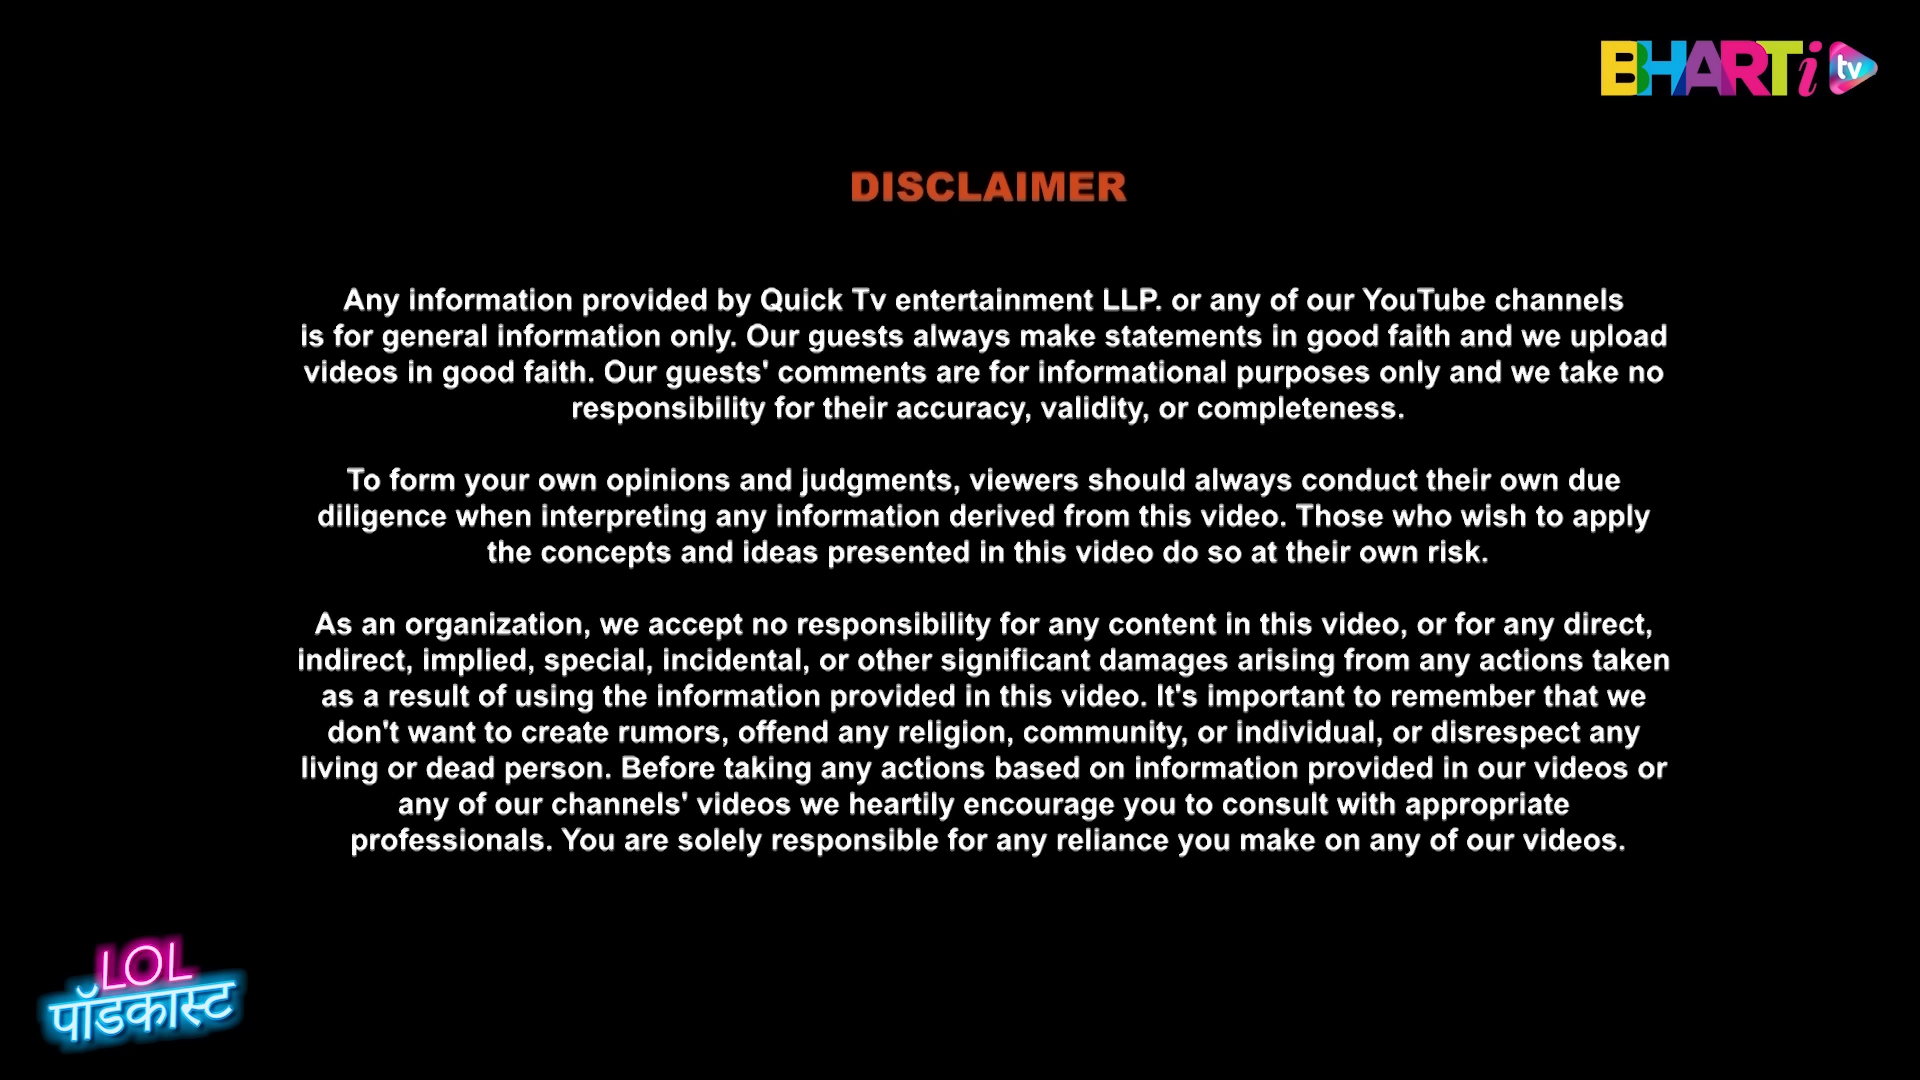 BHARTi tv
DISCLAIMER
Any information provided by Quick Tv entertainment LLP. or any of our YouTube channels
is for general information only. Our guests always make statements in good faith and we upload
videos in good faith. Our guests' comments are for informational purposes only and we take no
responsibility for their accuracy, validity, or completeness.
To form your own opinions and judgments, viewers should always conduct their own due
diligence when interpreting any information derived from this video. Those who wish to apply
the concepts and ideas presented in this video do so at their own risk.
As an organization, we accept no responsibility for any content in this video, or for any direct,
indirect, implied, special, incidental, or other significant damages arising from any actions taken
as a result of using the information provided in this video. It's important to remember that we
don't want to create rumors, offend any religion, community, or individual, or disrespect any
living or dead person. Before taking any actions based on information provided in our videos or
any of our channels' videos we heartily encourage you to consult with appropriate
professionals. You are solely responsible for any reliance you make on any of our videos.
LOL
पॉडकास्ट